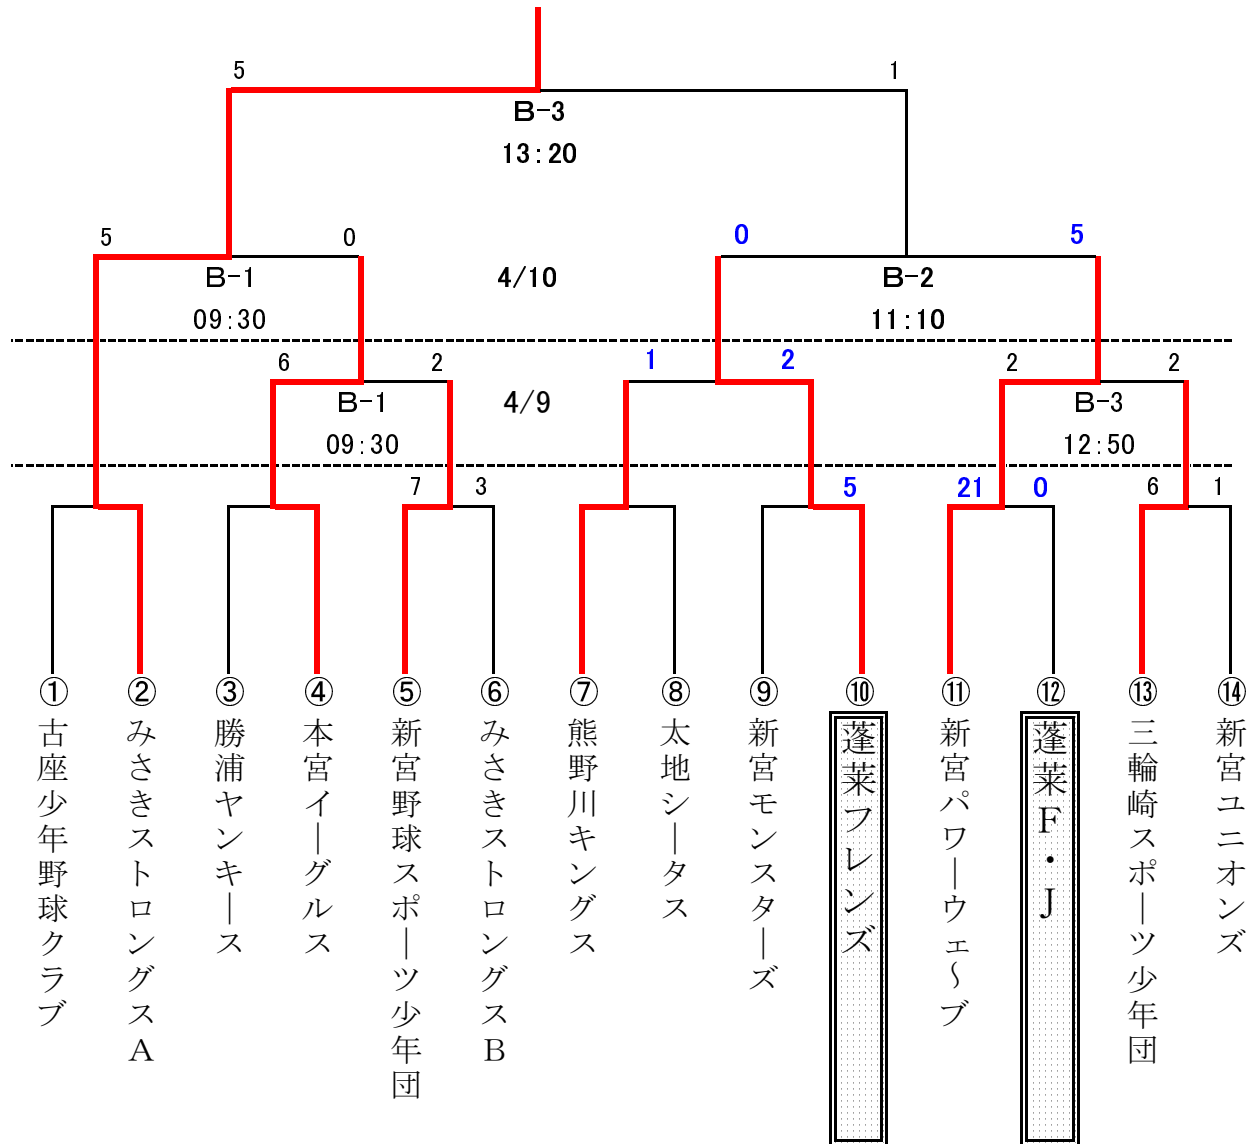 5 1
B-3
13:20
5 0 0 5
B-1 4/10 B-2
09:30 11:10
6 2 1 2 2 2
B-1 4/9 B-3
09:30 12:50
7 3 5 21 0 6 1
① ② ③ ④ ⑤ ⑥ ⑦ ⑧ ⑨ ⑩ ⑪ ⑫ ⑬ ⑭
古座少年野球クラブ
みさきストロングスA
勝浦ヤンキース
本宮イーグルス
新宮野球スポーツ少年団
みさきストロングスB
熊野川キングス
太地シータス
新宮モンスターズ
蓬莱フレンズ
新宮パワーウェ~ブ
蓬莱F・J
三輪崎スポーツ少年団
新宮ユニオンズ